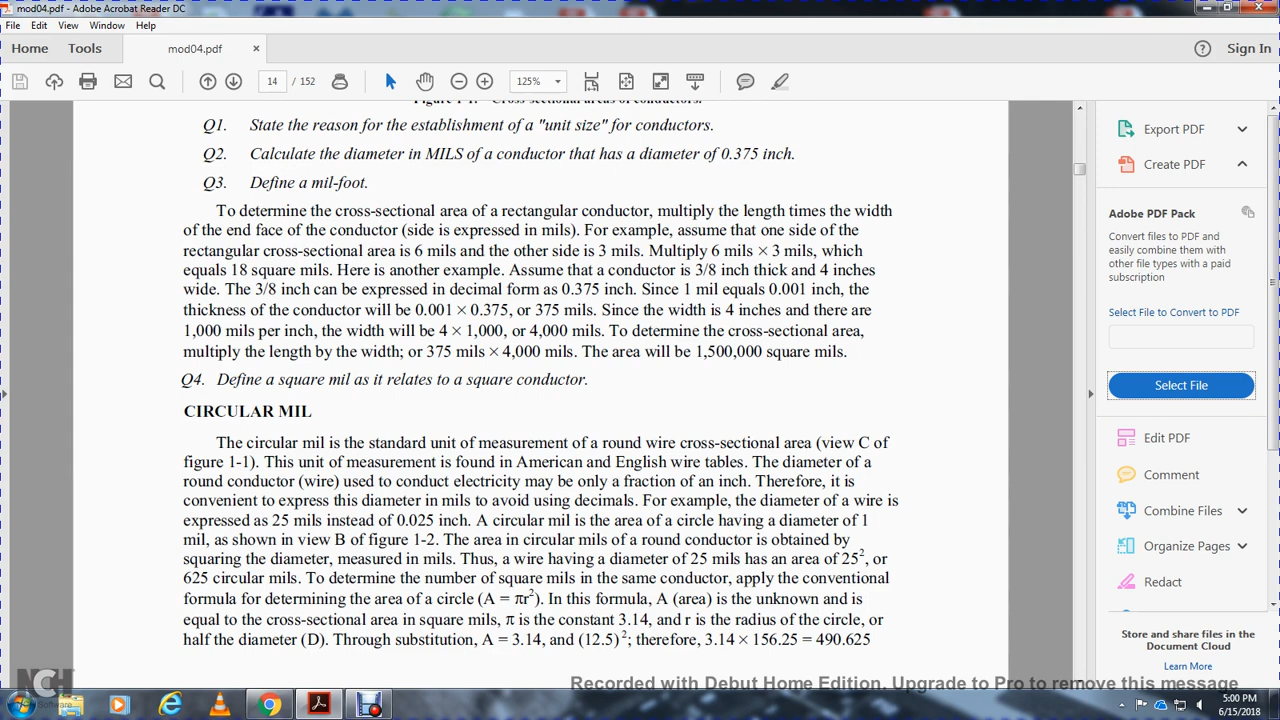 mod04.pdf - Adobe Acrobat Reader DC
File Edit View Window Help
Home Tools mod04.pdf × Sign In
14 / 152 125%
Figure 1-1. Cross-sectional areas of conductors.
Q1. State the reason for the establishment of a "unit size" for conductors.
Q2. Calculate the diameter in MILS of a conductor that has a diameter of 0.375 inch.
Q3. Define a mil-foot.
To determine the cross-sectional area of a rectangular conductor, multiply the length times the width
of the end face of the conductor (side is expressed in mils). For example, assume that one side of the
rectangular cross-sectional area is 6 mils and the other side is 3 mils. Multiply 6 mils × 3 mils, which
equals 18 square mils. Here is another example. Assume that a conductor is 3/8 inch thick and 4 inches
wide. The 3/8 inch can be expressed in decimal form as 0.375 inch. Since 1 mil equals 0.001 inch, the
thickness of the conductor will be 0.001 × 0.375, or 375 mils. Since the width is 4 inches and there are
1,000 mils per inch, the width will be 4 × 1,000, or 4,000 mils. To determine the cross-sectional area,
multiply the length by the width; or 375 mils × 4,000 mils. The area will be 1,500,000 square mils.
Q4. Define a square mil as it relates to a square conductor.
CIRCULAR MIL
The circular mil is the standard unit of measurement of a round wire cross-sectional area (view C of
figure 1-1). This unit of measurement is found in American and English wire tables. The diameter of a
round conductor (wire) used to conduct electricity may be only a fraction of an inch. Therefore, it is
convenient to express this diameter in mils to avoid using decimals. For example, the diameter of a wire is
expressed as 25 mils instead of 0.025 inch. A circular mil is the area of a circle having a diameter of 1
mil, as shown in view B of figure 1-2. The area in circular mils of a round conductor is obtained by
squaring the diameter, measured in mils. Thus, a wire having a diameter of 25 mils has an area of 25², or
625 circular mils. To determine the number of square mils in the same conductor, apply the conventional
formula for determining the area of a circle (A = πr²). In this formula, A (area) is the unknown and is
equal to the cross-sectional area in square mils, π is the constant 3.14, and r is the radius of the circle, or
half the diameter (D). Through substitution, A = 3.14, and (12.5)²; therefore, 3.14 × 156.25 = 490.625
Export PDF
Create PDF
Adobe PDF Pack
Convert files to PDF and
easily combine them with
other file types with a paid
subscription
Select File to Convert to PDF
Select File
Edit PDF
Comment
Combine Files
Organize Pages
Redact
Store and share files in the
Document Cloud
Learn More
NCH
Software
Recorded with Debut Home Edition. Upgrade to Pro to remove this message
5:00 PM
6/15/2018